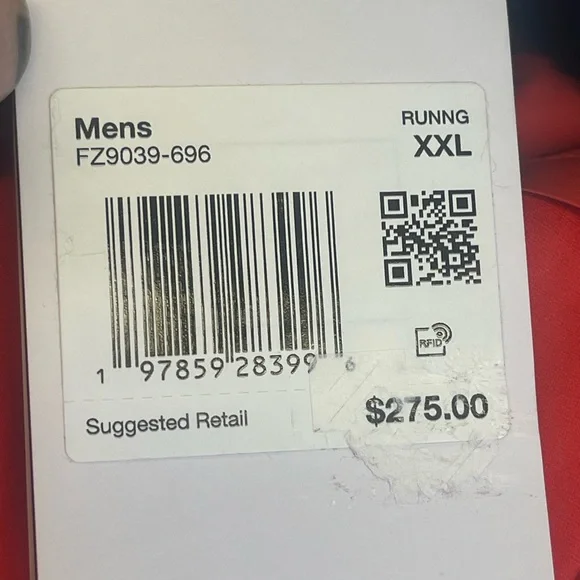 Mens
FZ9039-696
RUNNG
XXL
1 97859 28399 6
RFID
Suggested Retail
$275.00